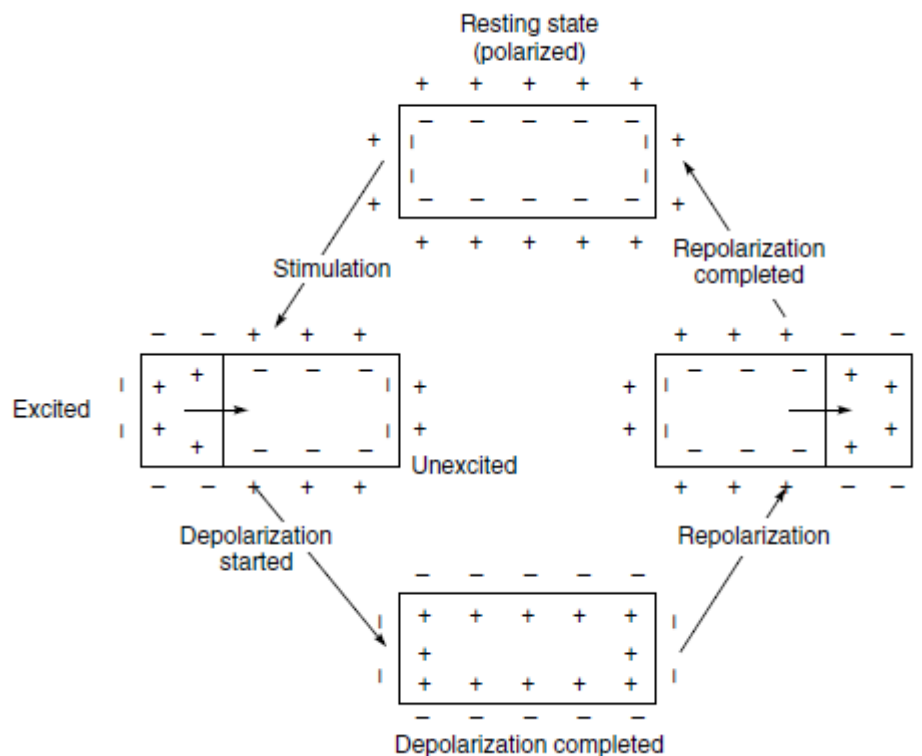 Resting state
(polarized)
+ + + + +
+ – – – – – +
+ – – – – – +
+ + + + +
Stimulation
Repolarization
completed
– – + + +
+ + – – –
Excited
+ + – – –
Unexcited
– – + + +
+ + + – –
+ – – – + +
+ – – – + +
+ + + – –
Depolarization
started
Repolarization
– – – – –
+ + + + +
+ +
+ + + + +
– – – – –
Depolarization completed